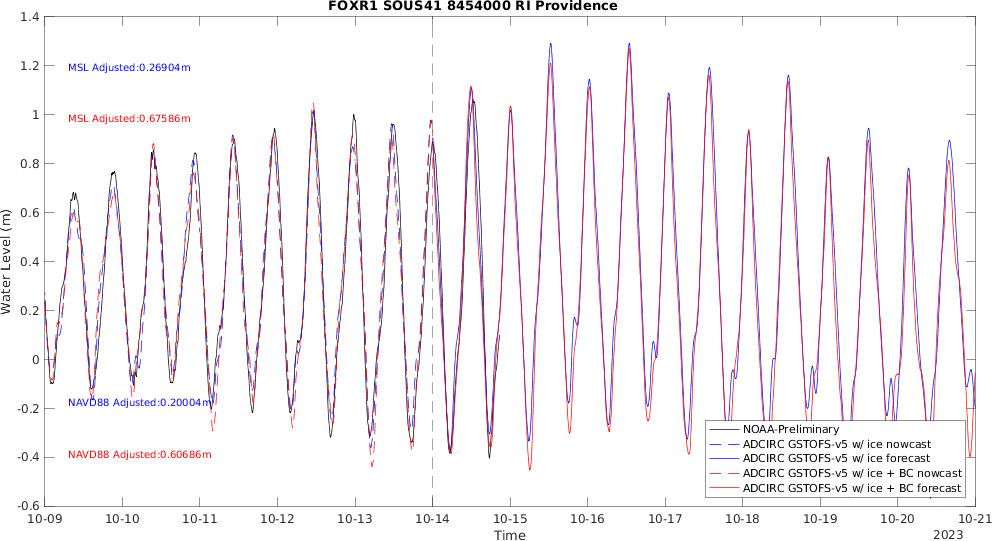 FOXR1 SOUS41 8454000 RI Providence
1.4
1.2
1
0.8
0.6
0.4
0.2
0
-0.2
-0.4
-0.6
Water Level (m)
MSL Adjusted:0.26904m
MSL Adjusted:0.67586m
NAVD88 Adjusted:0.20004m
NAVD88 Adjusted:0.60686m
NOAA-Preliminary
ADCIRC GSTOFS-v5 w/ ice nowcast
ADCIRC GSTOFS-v5 w/ ice forecast
ADCIRC GSTOFS-v5 w/ ice + BC nowcast
ADCIRC GSTOFS-v5 w/ ice + BC forecast
10-09 10-10 10-11 10-12 10-13 10-14 10-15 10-16 10-17 10-18 10-19 10-20 10-21
Time
2023